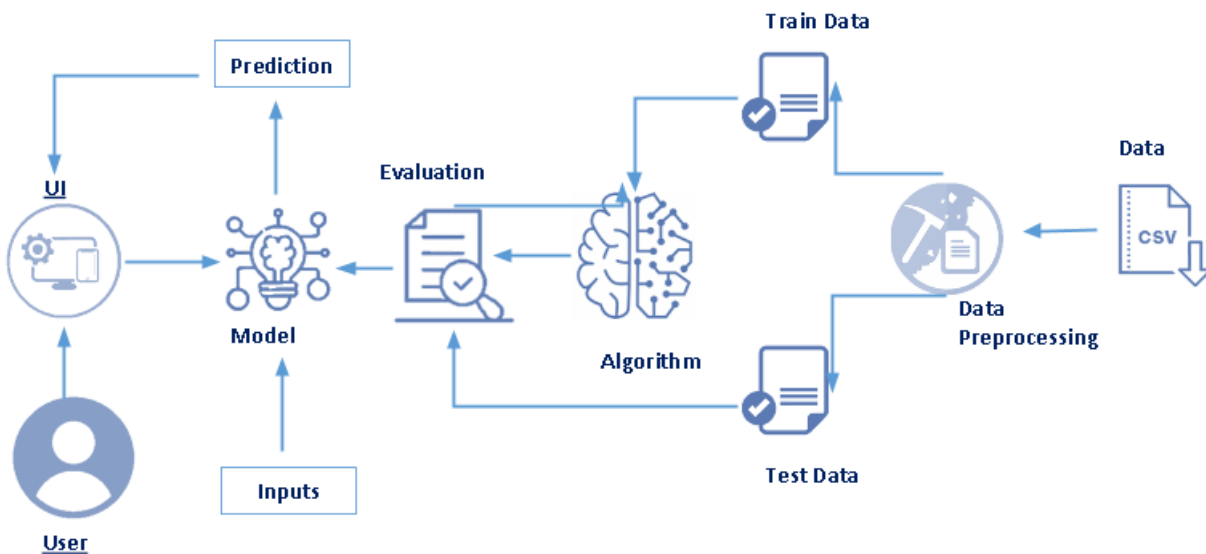 Train Data
Prediction
Data
Evaluation
UI
CSV
Model
Data
Preprocessing
Algorithm
Inputs
Test Data
User